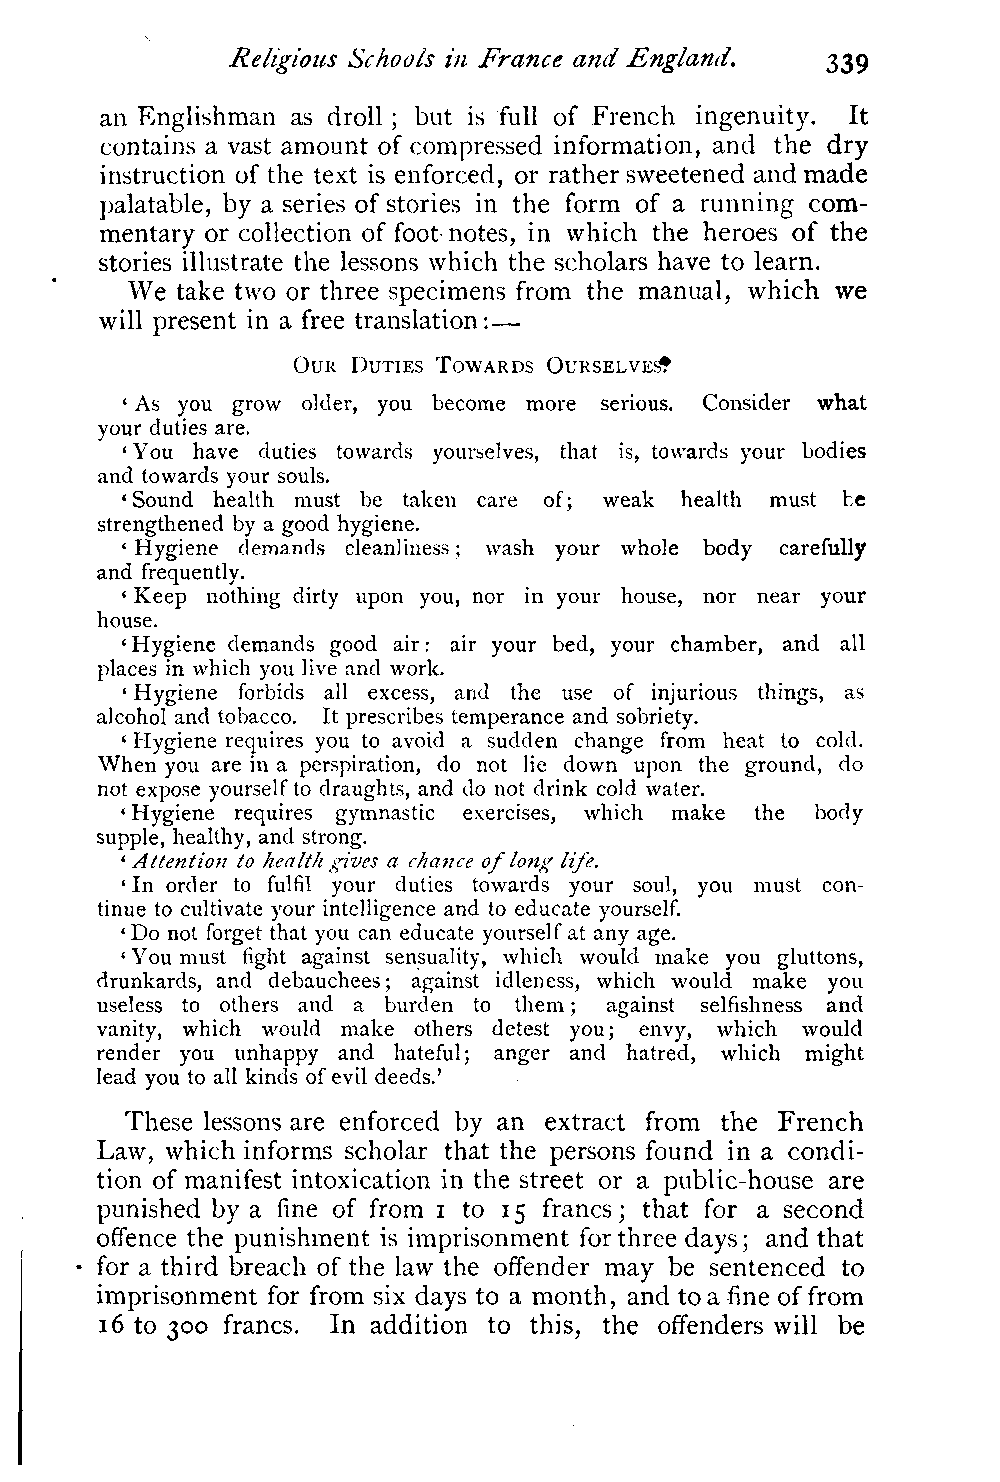 Religious Schools in France and England. 339
an Englishman as droll ; but is full of French ingenuity. It
contains a vast amount of compressed information, and the dry
instruction of the text is enforced, or rather sweetened and made
palatable, by a series of stories in the form of a running com-
mentary or collection of foot-notes, in which the heroes of the
stories illustrate the lessons which the scholars have to learn.
We take two or three specimens from the manual, which we
will present in a free translation :—
OUR DUTIES TOWARDS OURSELVES.
‘ As you grow older, you become more serious. Consider what
your duties are.
‘ You have duties towards yourselves, that is, towards your bodies
and towards your souls.
‘ Sound health must be taken care of ; weak health must be
strengthened by a good hygiene.
‘ Hygiene demands cleanliness ; wash your whole body carefully
and frequently.
‘ Keep nothing dirty upon you, nor in your house, nor near your
house.
‘ Hygiene demands good air : air your bed, your chamber, and all
places in which you live and work.
‘ Hygiene forbids all excess, and the use of injurious things, as
alcohol and tobacco. It prescribes temperance and sobriety.
‘ Hygiene requires you to avoid a sudden change from heat to cold.
When you are in a perspiration, do not lie down upon the ground, do
not expose yourself to draughts, and do not drink cold water.
‘ Hygiene requires gymnastic exercises, which make the body
supple, healthy, and strong.
‘ Attention to health gives a chance of long life.
‘ In order to fulfil your duties towards your soul, you must con-
tinue to cultivate your intelligence and to educate yourself.
‘ Do not forget that you can educate yourself at any age.
‘ You must fight against sensuality, which would make you gluttons,
drunkards, and debauchees ; against idleness, which would make you
useless to others and a burden to them ; against selfishness and
vanity, which would make others detest you ; envy, which would
render you unhappy and hateful ; anger and hatred, which might
lead you to all kinds of evil deeds.’
These lessons are enforced by an extract from the French
Law, which informs scholar that the persons found in a condi-
tion of manifest intoxication in the street or a public-house are
punished by a fine of from 1 to 15 francs ; that for a second
offence the punishment is imprisonment for three days ; and that
for a third breach of the law the offender may be sentenced to
imprisonment for from six days to a month, and to a fine of from
16 to 300 francs. In addition to this, the offenders will be